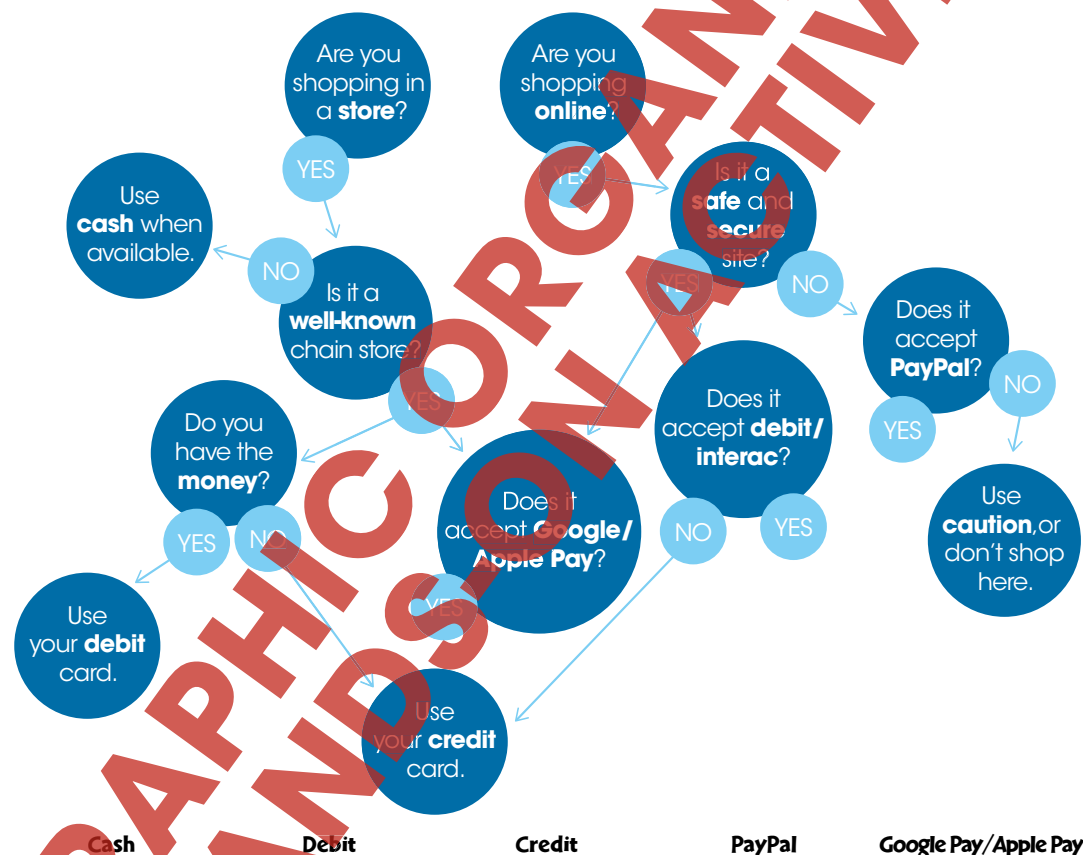 Are you
shopping in
a store?
YES
Are you
shopping
online?
YES
Use
cash when
available.
NO
Is it a
well-known
chain store?
YES
Is it a
safe and
secure
site?
YES
NO
Does it
accept
PayPal?
YES
NO
Do you
have the
money?
YES
NO
Does it
accept Google/
Apple Pay?
YES
Does it
accept debit/
interac?
NO
YES
Use
caution, or
don't shop
here.
Use
your debit
card.
Use
your credit
card.
Cash
Debit
Credit
PayPal
Google Pay/Apple Pay